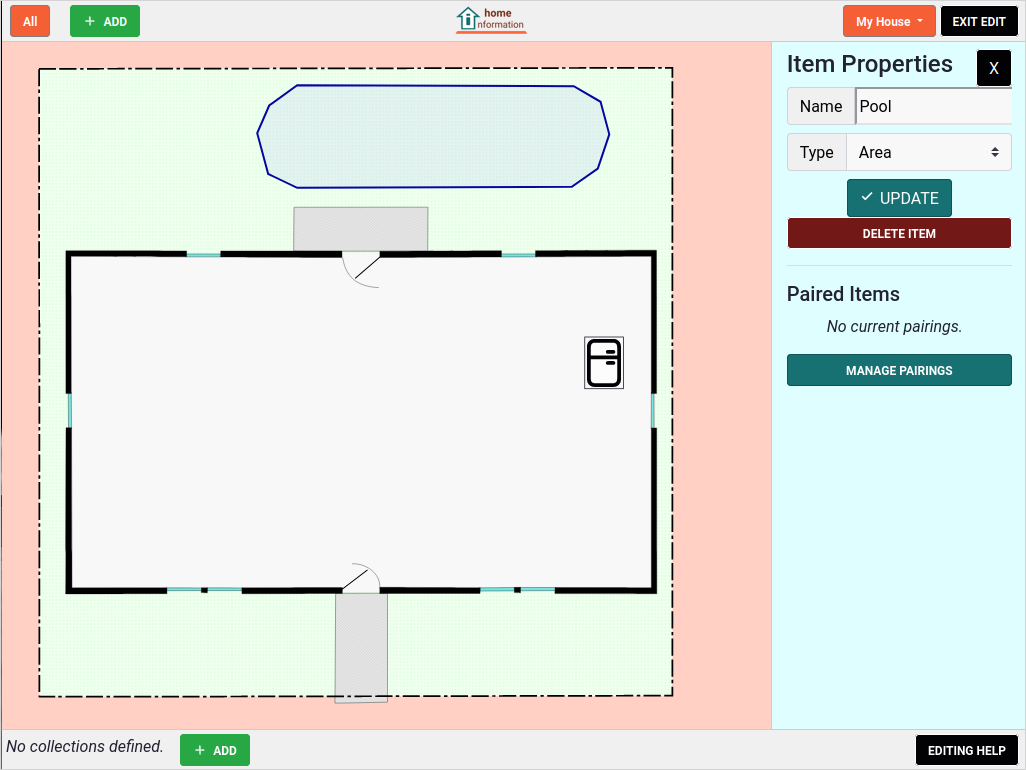 All
+ ADD
home
nformation
My House
EXIT EDIT
Item Properties
X
Name
Pool
Type
Area
UPDATE
DELETE ITEM
Paired Items
No current pairings.
MANAGE PAIRINGS
No collections defined.
+ ADD
EDITING HELP